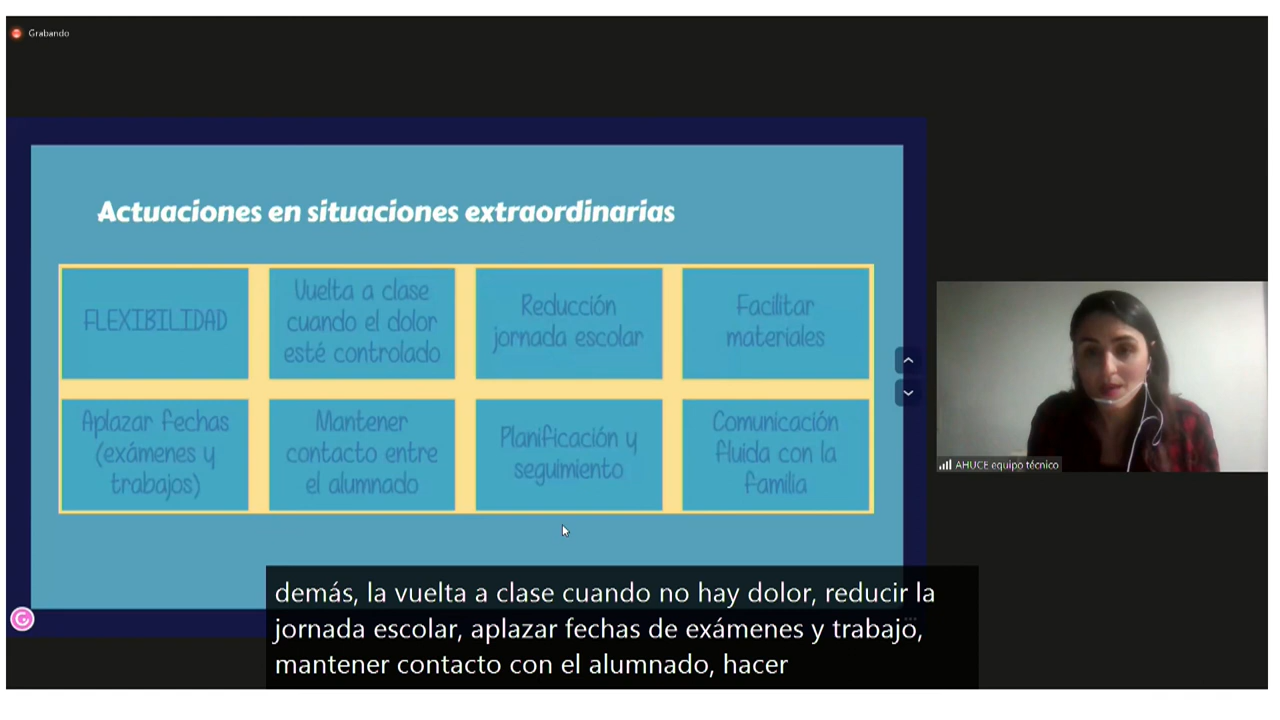 Grabando
Actuaciones en situaciones extraordinarias
FLEXIBILIDAD
Vuelta a clase
cuando el dolor
esté controlado
Reducción
jornada escolar
Facilitar
materiales
Aplazar fechas
(exámenes y
trabajos)
Mantener
contacto entre
el alumnado
Planificación y
seguimiento
Comunicación
fluida con la
familia
AHUCE equipo técnico
demás, la vuelta a clase cuando no hay dolor, reducir la
jornada escolar, aplazar fechas de exámenes y trabajo,
mantener contacto con el alumnado, hacer